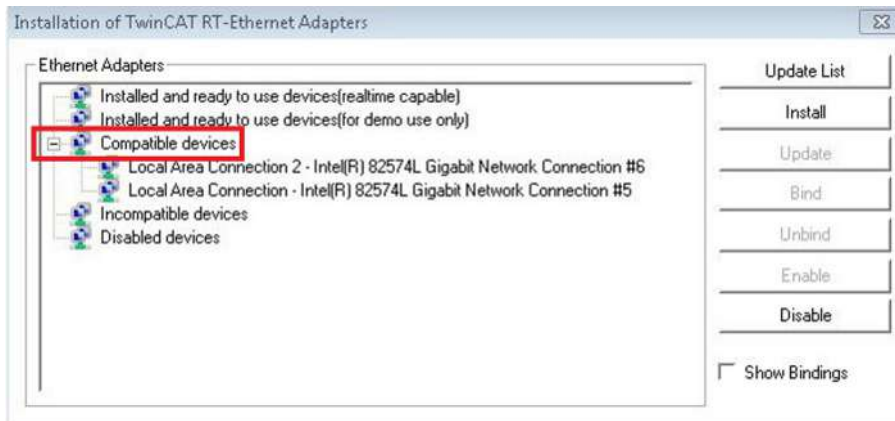 Installation of TwinCAT RT-Ethernet Adapters
Ethernet Adapters
Installed and ready to use devices(realtime capable)
Installed and ready to use devices(for demo use only)
Compatible devices
Local Area Connection 2 - Intel(R) 82574L Gigabit Network Connection #6
Local Area Connection - Intel(R) 82574L Gigabit Network Connection #5
Incompatible devices
Disabled devices
Update List
Install
Update
Bind
Unbind
Enable
Disable
Show Bindings